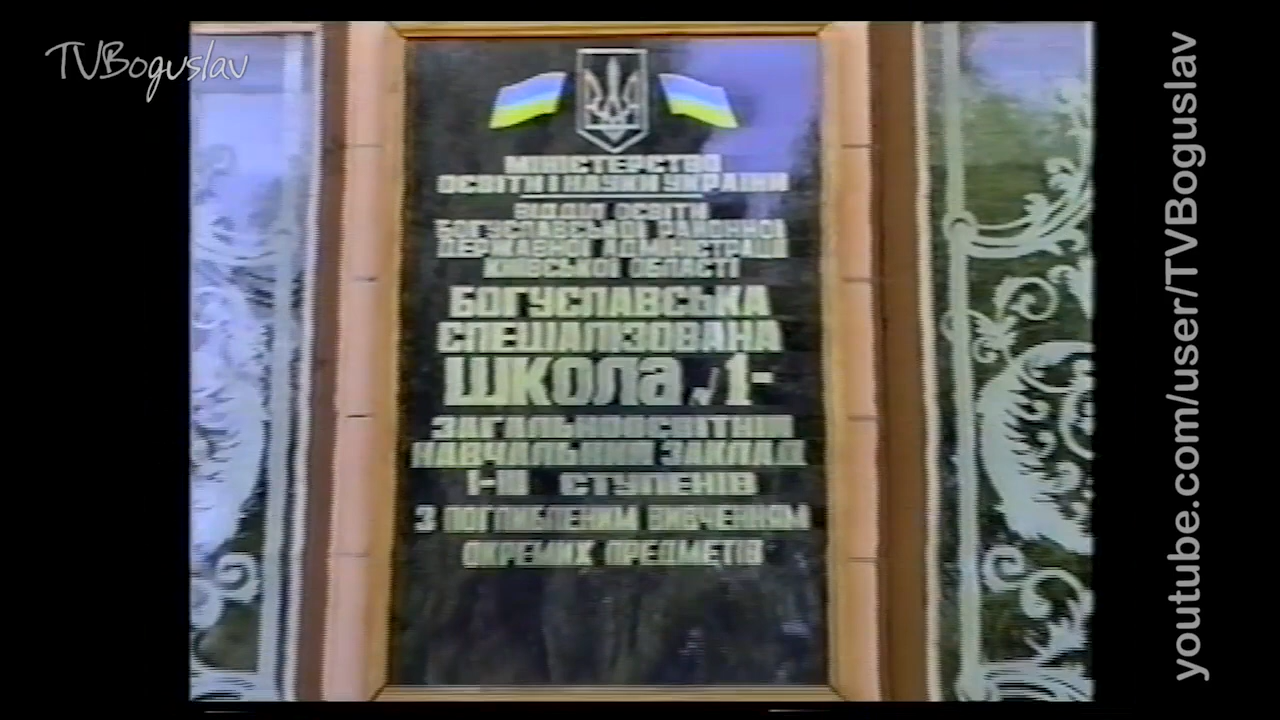 TVBoguslav
МІНІСТЕРСТВО
ОСВІТИ І НАУКИ УКРАЇНИ
ВІДДІЛ ОСВІТИ
БОГУСЛАВСЬКОЇ РАЙОННОЇ
ДЕРЖАВНОЇ АДМІНІСТРАЦІЇ
КИЇВСЬКОЇ ОБЛАСТІ
БОГУСЛАВСЬКА
СПЕЦІАЛІЗОВАНА
ШКОЛА №1-
ЗАГАЛЬНООСВІТНІЙ
НАВЧАЛЬНИЙ ЗАКЛАД
І-ІІІ СТУПЕНІВ
З ПОГЛИБЛЕНИМ ВИВЧЕННЯМ
ОКРЕМИХ ПРЕДМЕТІВ
youtube.com/user/TVBoguslav